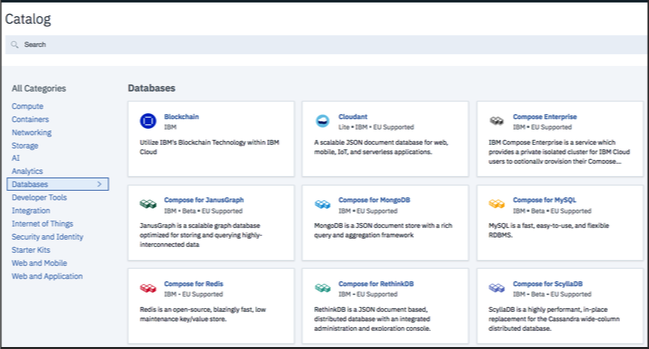 Catalog
Search
All Categories
Compute
Containers
Networking
Storage
AI
Analytics
Databases
Developer Tools
Integration
Internet of Things
Security and Identity
Starter Kits
Web and Mobile
Web and Application
Databases
Blockchain
IBM
Utilize IBM's Blockchain Technology within IBM
Cloud
Cloudant
Lite • IBM • EU Supported
A scalable JSON document database for web,
mobile, IoT, and serverless applications.
Compose Enterprise
IBM • EU Supported
IBM Compose Enterprise is a service which
provides a private isolated cluster for IBM Cloud
users to optionally provision their Compose...
Compose for JanusGraph
IBM • Beta • EU Supported
JanusGraph is a scalable graph database
optimized for storing and querying highly-
interconnected data
Compose for MongoDB
IBM • EU Supported
MongoDB is a JSON document store with a rich
query and aggregation framework
Compose for MySQL
IBM • Beta • EU Supported
MySQL is a fast, easy-to-use, and flexible
RDBMS.
Compose for Redis
IBM • EU Supported
Redis is an open-source, blazingly fast, low
maintenance key/value store.
Compose for RethinkDB
IBM • EU Supported
RethinkDB is a JSON document based,
distributed database with an integrated
administration and exploration console.
Compose for ScyllaDB
IBM • Beta • EU Supported
ScyllaDB is a highly performant, in-place
replacement for the Cassandra wide-column
distributed database.